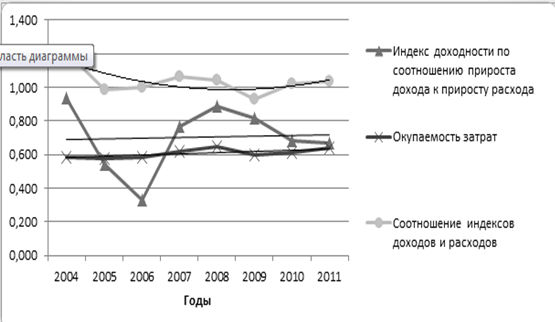 1,400
1,200
ласть диаграммы
1,000
0,800
0,600
0,400
0,200
0,000
2004 2005 2006 2007 2008 2009 2010 2011
Годы
Индекс доходности по
соотношению прироста
дохода к приросту расхода
Окупаемость затрат
Соотношение индексов
доходов и расходов